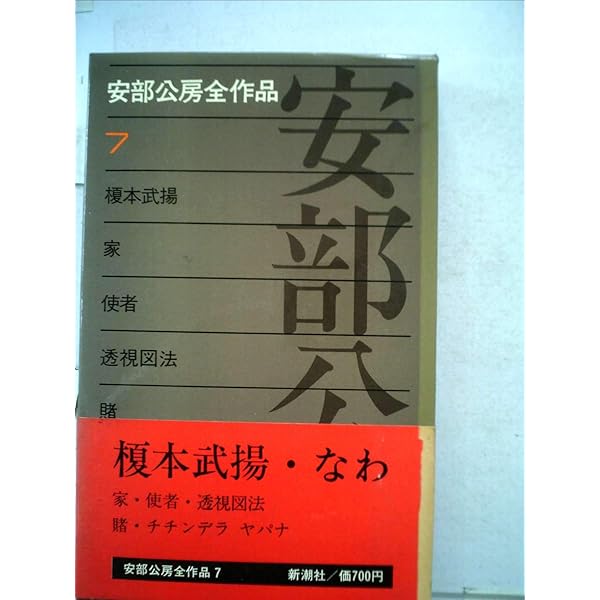 安部公房全作品
7
榎本武揚
家
使者
透視図法
賭
安部公
榎本武揚・なわ
家・使者・透視図法
賭・チチンデラ ヤパナ
安部公房全作品 7 新潮社／価700円